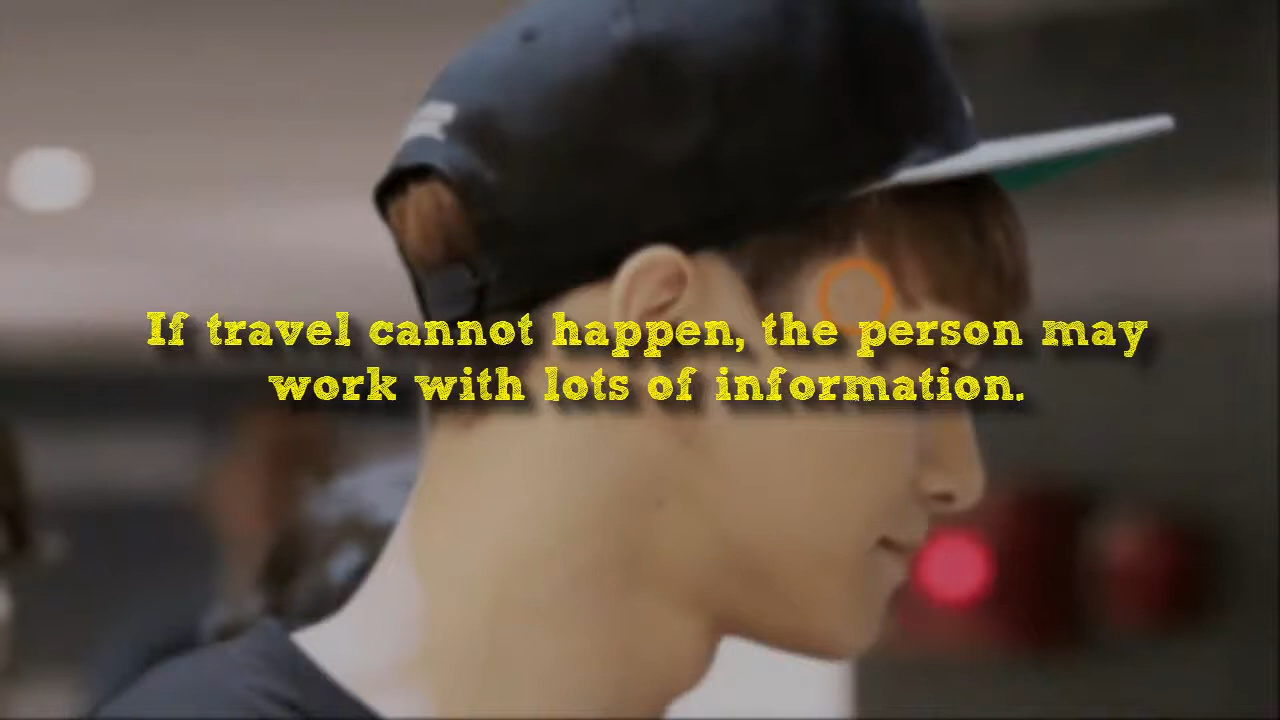 If travel cannot happen, the person may
work with lots of information.